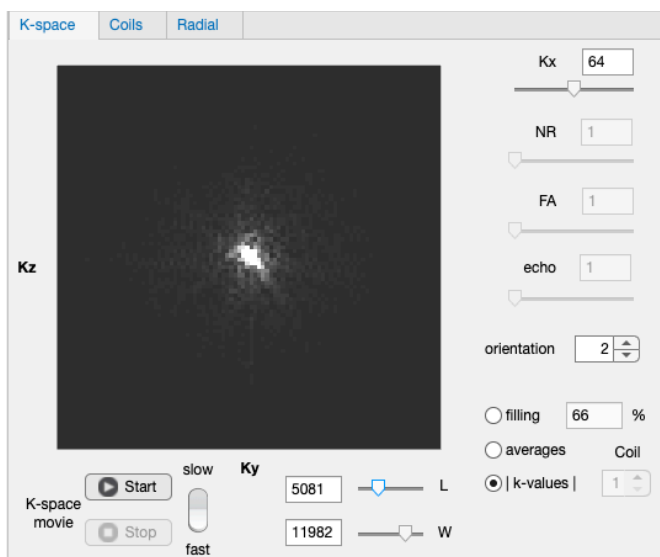 K-space Coils Radial
Kx 64
NR 1
FA 1
Kz
echo 1
orientation 2
filling 66 %
averages Coil
| k-values | 1
K-space movie
Start
Stop
slow
fast
Ky
5081 L
11982 W